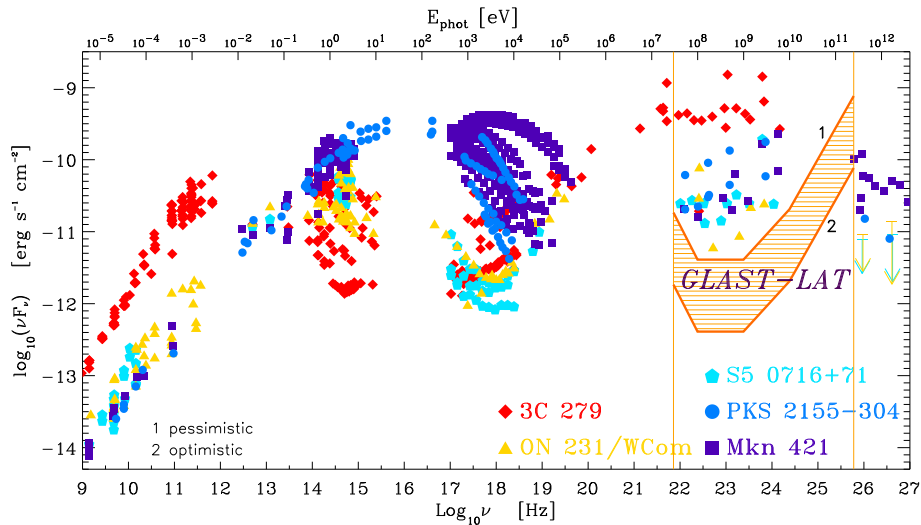 E_phot [eV]
10^-5 10^-4 10^-3 10^-2 10^-1 10^0 10^1 10^2 10^3 10^4 10^5 10^6 10^7 10^8 10^9 10^10 10^11 10^12
log_10(νF_ν) [erg s^-1 cm^-2]
-9
-10
-11
-12
-13
-14
1
2
GLAST-LAT
S5 0716+71
3C 279
PKS 2155-304
ON 231/WCom
Mkn 421
1 pessimistic
2 optimistic
9 10 11 12 13 14 15 16 17 18 19 20 21 22 23 24 25 26 27
Log_10 ν [Hz]